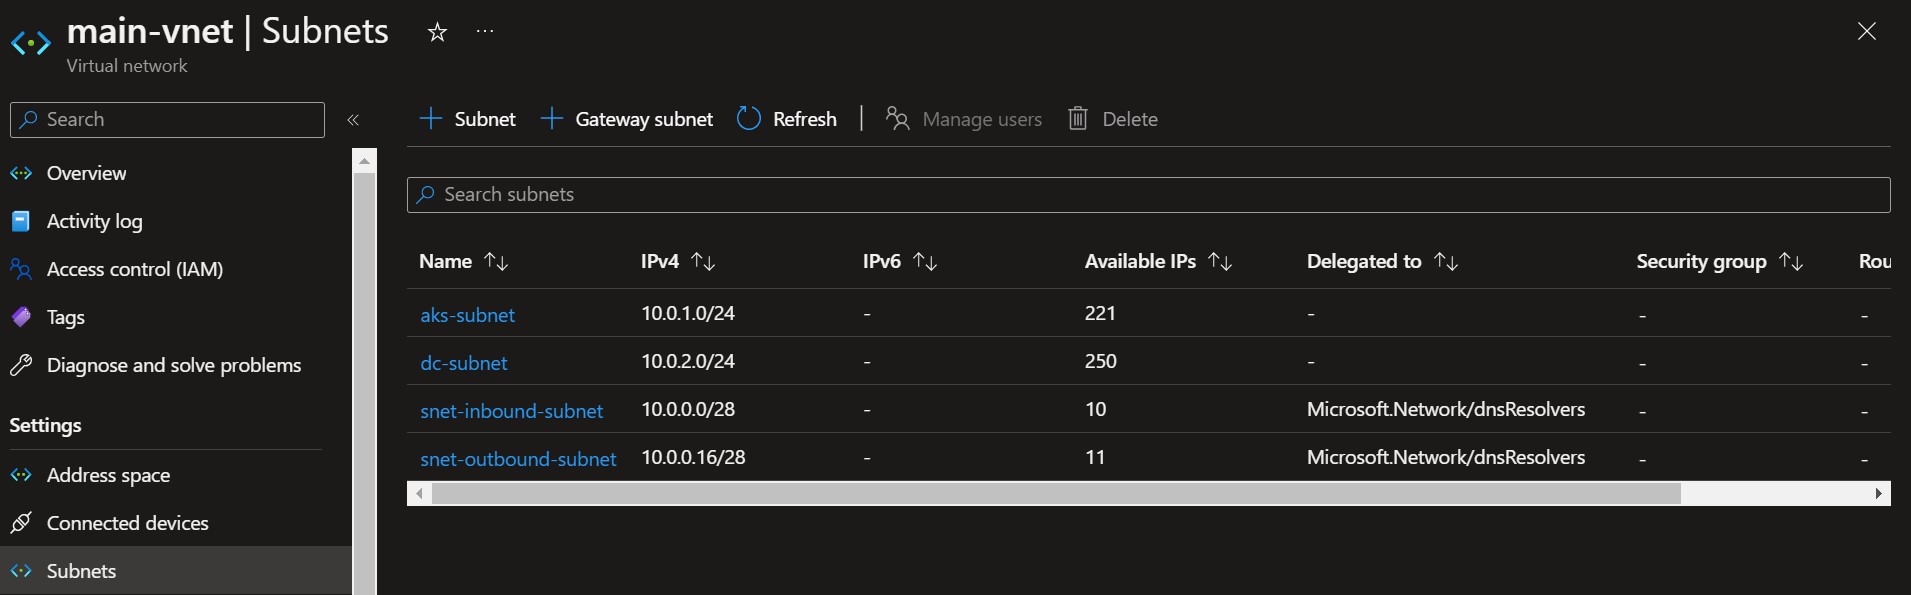 main-vnet | Subnets ☆ ...
Virtual network
Search «
Overview
Activity log
Access control (IAM)
Tags
Diagnose and solve problems
Settings
Address space
Connected devices
Subnets
+ Subnet + Gateway subnet Refresh | Manage users Delete
Search subnets
Name ↑↓ IPv4 ↑↓ IPv6 ↑↓ Available IPs ↑↓ Delegated to ↑↓ Security group ↑↓ Rou
aks-subnet 10.0.1.0/24 - 221 - - -
dc-subnet 10.0.2.0/24 - 250 - - -
snet-inbound-subnet 10.0.0.0/28 - 10 Microsoft.Network/dnsResolvers - -
snet-outbound-subnet 10.0.0.16/28 - 11 Microsoft.Network/dnsResolvers - -